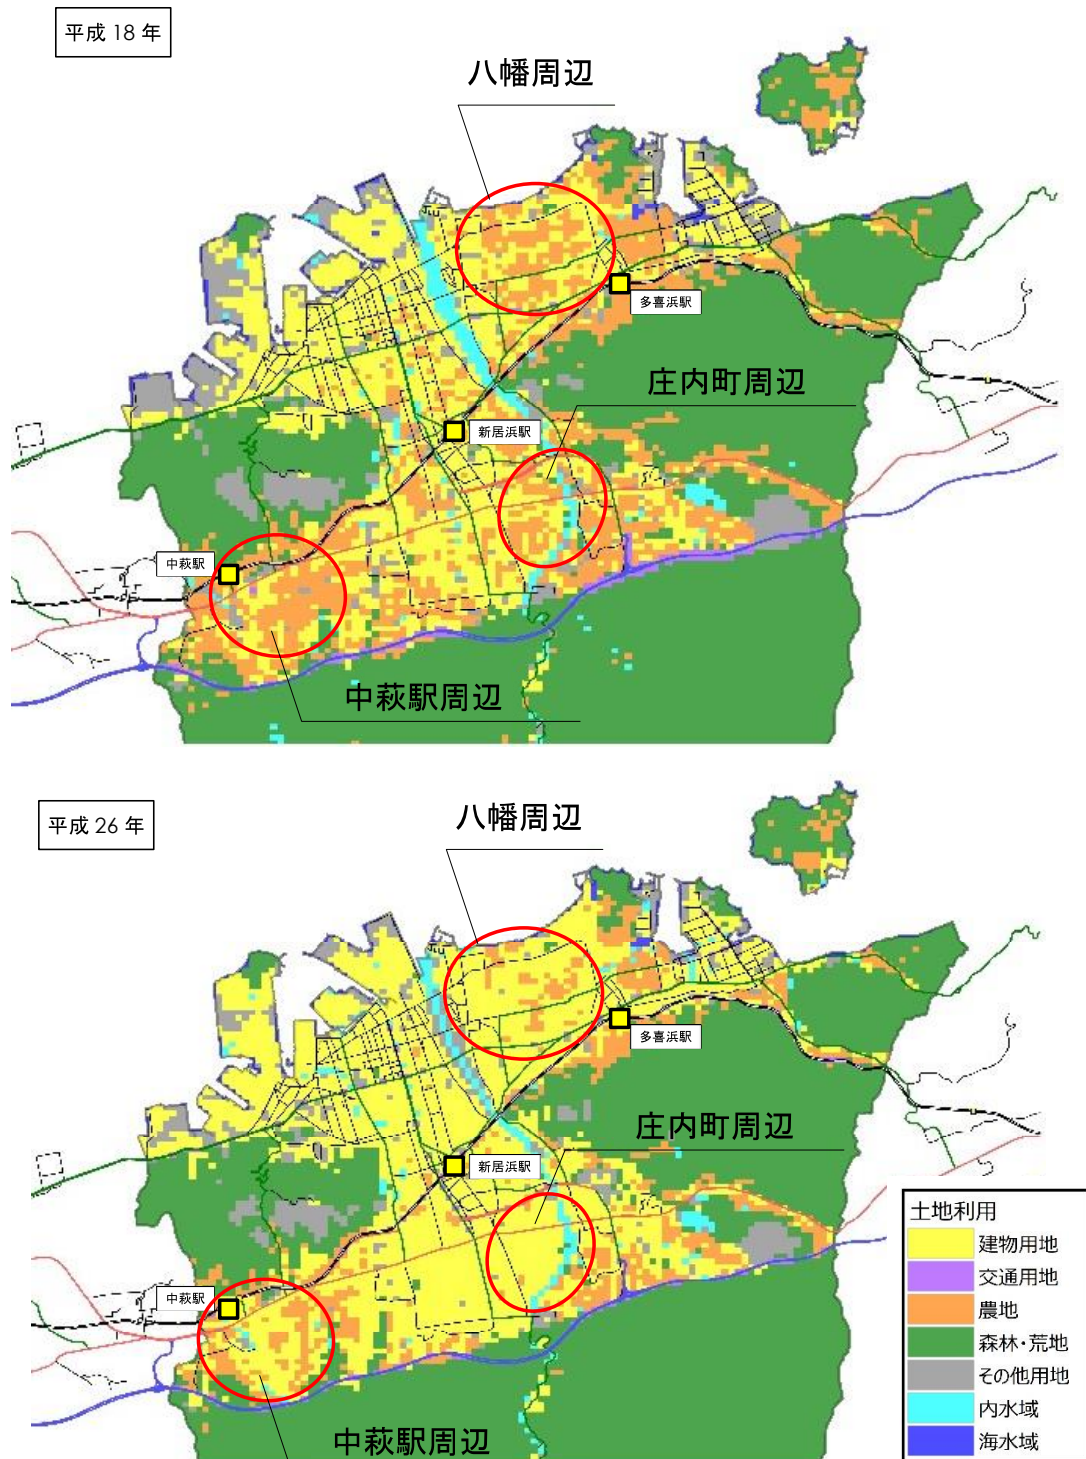 平成 18 年
八幡周辺
多喜浜駅
庄内町周辺
新居浜駅
中萩駅
中萩駅周辺
平成 26 年
八幡周辺
多喜浜駅
庄内町周辺
新居浜駅
中萩駅
中萩駅周辺
土地利用
建物用地
交通用地
農地
森林・荒地
その他用地
内水域
海水域